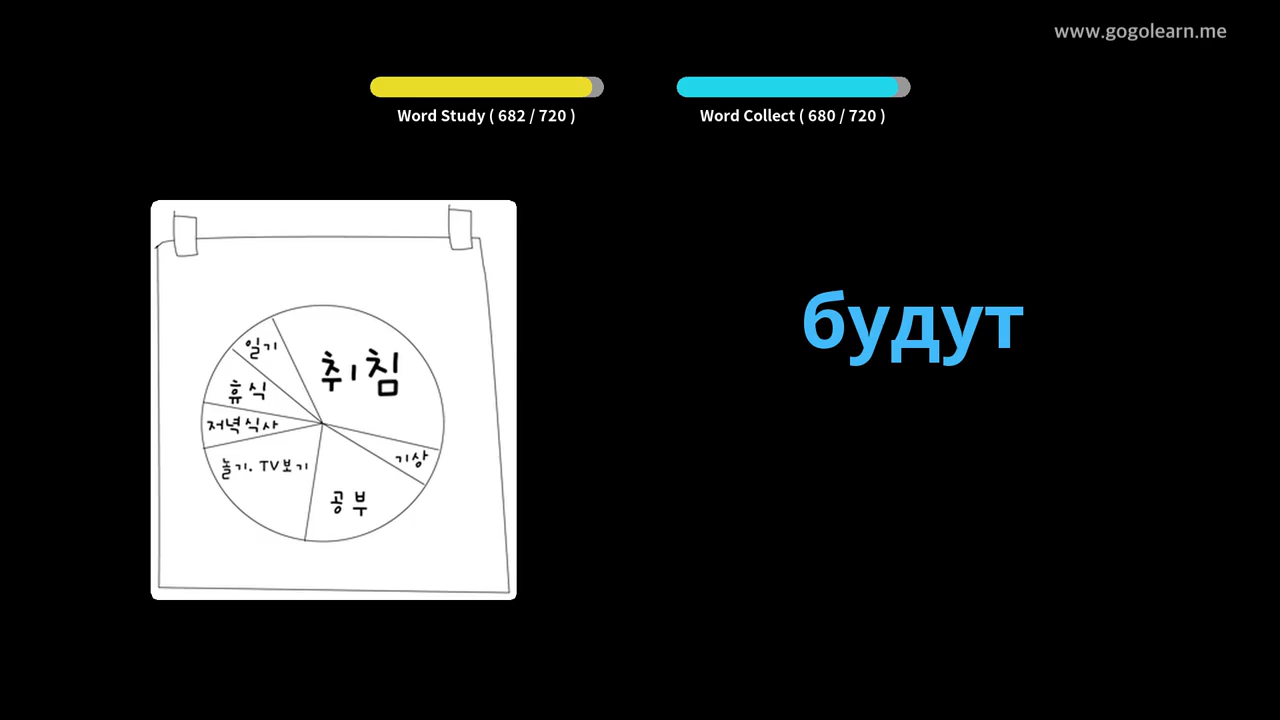 www.gogolearn.me
Word Study ( 682 / 720 )
Word Collect ( 680 / 720 )
일기
취침
휴식
저녁식사
놀기. TV보기
기상
공부
будут